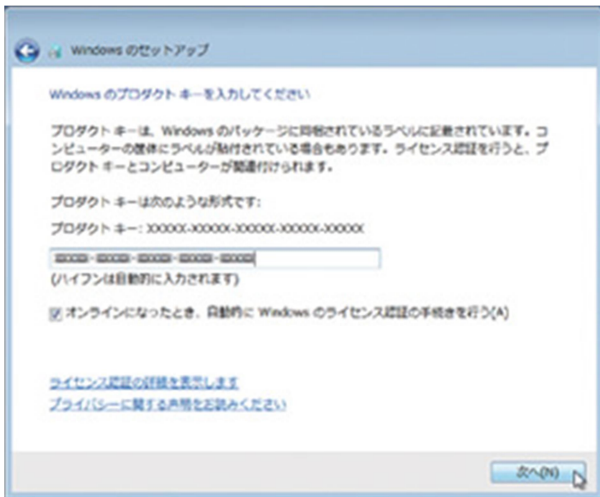 Windows のセットアップ
Windows のプロダクト キーを入力してください
プロダクト キーは、Windows のパッケージに同梱されているラベルに記載されています。コ
ンピューターの筐体にラベルが貼付されている場合もあります。ライセンス認証を行うと、プ
ロダクト キーとコンピューターが関連付けられます。
プロダクト キーは次のような形式です:
プロダクト キー: XXXXX-XXXXX-XXXXX-XXXXX-XXXXX
(ハイフンは自動的に入力されます)
オンラインになったとき、自動的に Windows のライセンス認証の手続きを行う(A)
ライセンス認証の詳細を表示します
プライバシーに関する声明をお読みください
次へ(N)